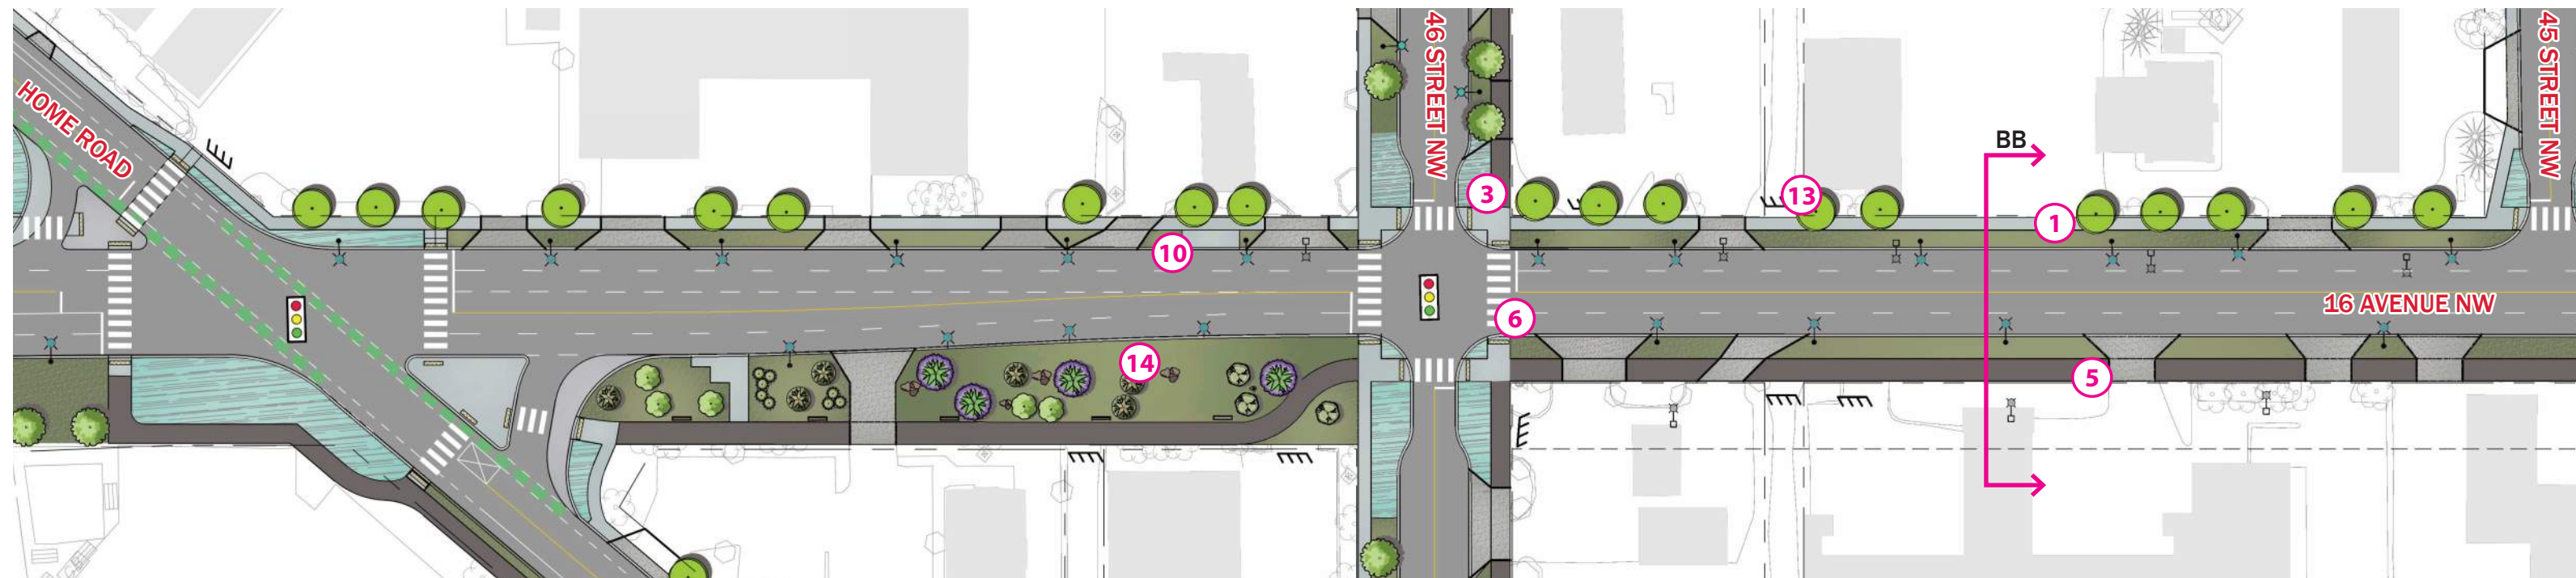 HOME ROAD
46 STREET NW
45 STREET NW
BB
3
13
1
10
16 AVENUE NW
6
14
5